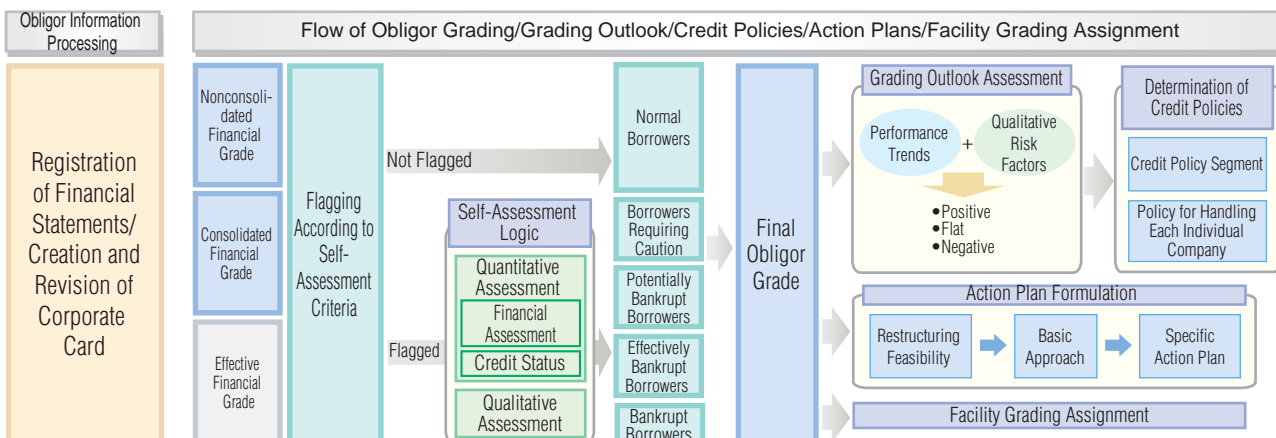 Obligor Information
Processing
Flow of Obligor Grading/Grading Outlook/Credit Policies/Action Plans/Facility Grading Assignment
Registration
of Financial
Statements/
Creation and
Revision of
Corporate
Card
Nonconsoli-
dated
Financial
Grade
Consolidated
Financial
Grade
Effective
Financial
Grade
Flagging
According to
Self-
Assessment
Criteria
Not Flagged
Flagged
Self-Assessment
Logic
Quantitative
Assessment
Financial
Assessment
Credit Status
Qualitative
Assessment
Normal
Borrowers
Borrowers
Requiring
Caution
Potentially
Bankrupt
Borrowers
Effectively
Bankrupt
Borrowers
Bankrupt
Borrowers
Final
Obligor
Grade
Grading Outlook Assessment
Performance
Trends
+
Qualitative
Risk
Factors
●Positive
●Flat
●Negative
Determination of
Credit Policies
Credit Policy Segment
Policy for Handling
Each Individual
Company
Action Plan Formulation
Restructuring
Feasibility
Basic
Approach
Specific
Action Plan
Facility Grading Assignment